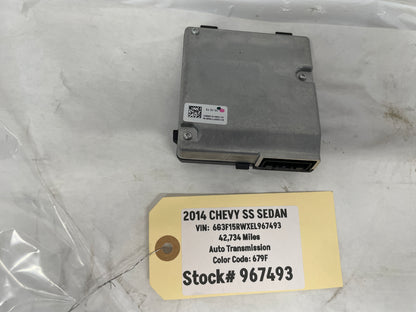 2014 CHEVY SS SEDAN
VIN: 6G3F15RWXEL967493
42,734 Miles
Auto Transmission
Color Code: 679F
Stock# 967493